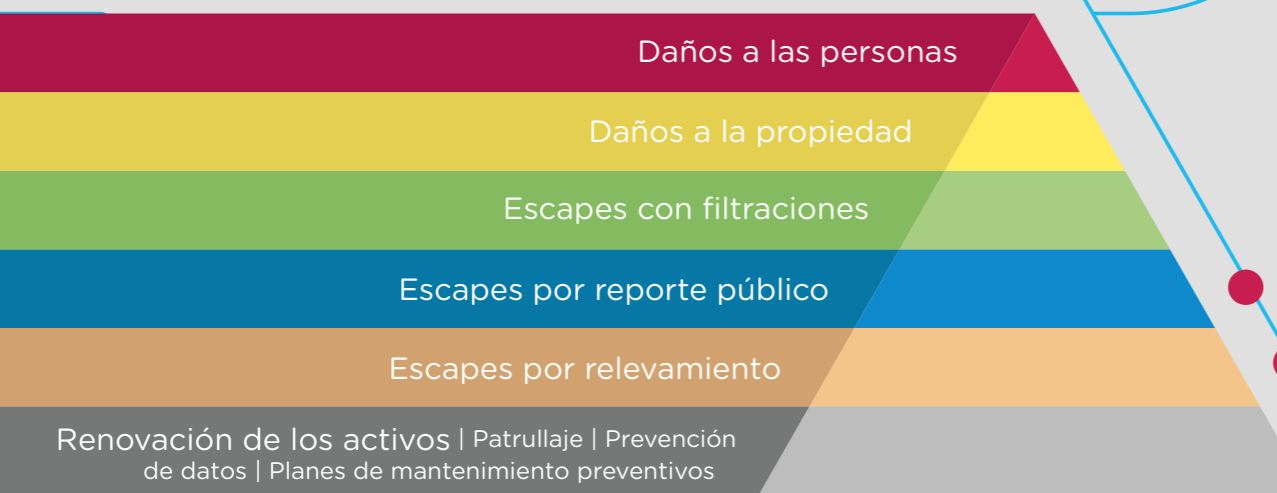 Daños a las personas
Daños a la propiedad
Escapes con filtraciones
Escapes por reporte público
Escapes por relevamiento
Renovación de los activos | Patrullaje | Prevención
de datos | Planes de mantenimiento preventivos